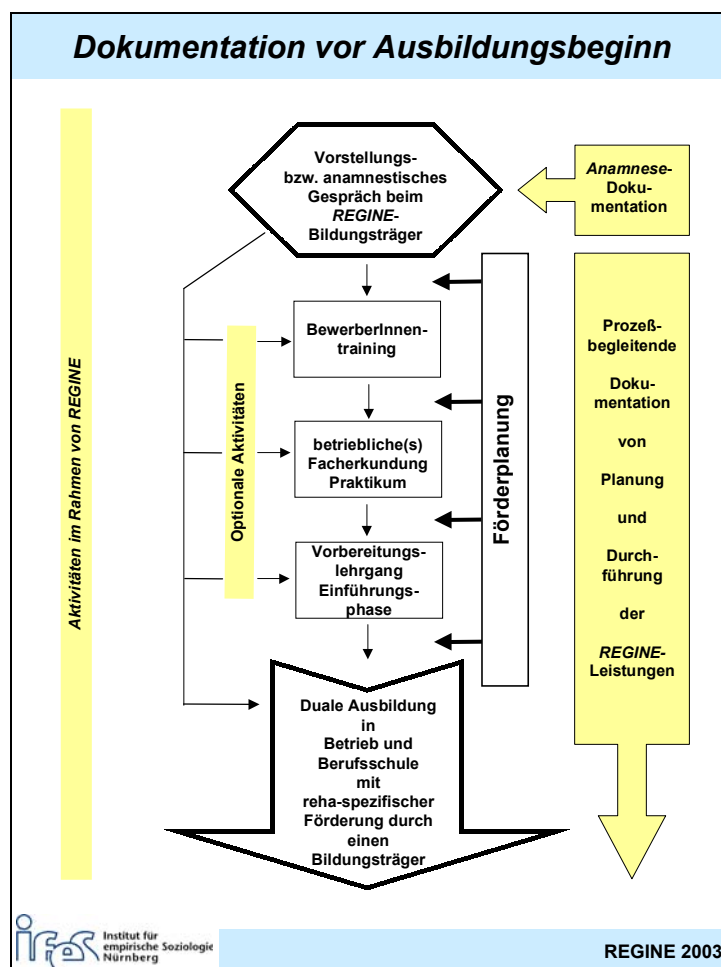 Dokumentation vor Ausbildungsbeginn
Aktivitäten im Rahmen von REGINE
Vorstellungs-
bzw. anamnestisches
Gespräch beim
REGINE-
Bildungsträger
Anamnese-
Doku-
mentation
Optionale Aktivitäten
BewerberInnen-
training
betriebliche(s)
Facherkundung
Praktikum
Vorbereitungs-
lehrgang
Einführungs-
phase
Förderplanung
Prozeß-
begleitende
Doku-
mentation
von
Planung
und
Durch-
führung
der
REGINE-
Leistungen
Duale Ausbildung
in
Betrieb und
Berufsschule
mit
reha-spezifischer
Förderung durch
einen
Bildungsträger
ifes
Institut für
empirische Soziologie
Nürnberg
REGINE 2003